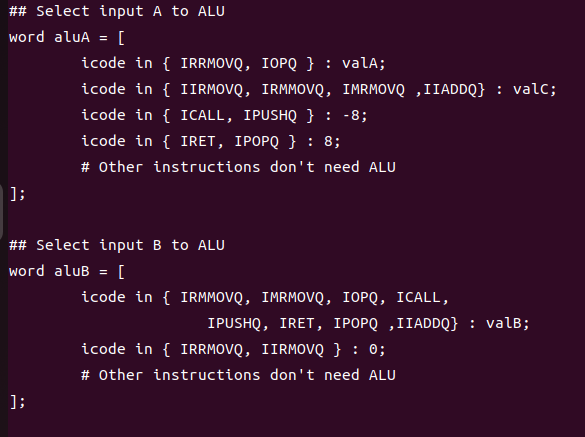 ## Select input A to ALU
word aluA = [
        icode in { IRRMOVQ, IOPQ } : valA;
        icode in { IIRMOVQ, IRMMOVQ, IMRMOVQ ,IIADDQ} : valC;
        icode in { ICALL, IPUSHQ } : -8;
        icode in { IRET, IPOPQ } : 8;
        # Other instructions don't need ALU
];

## Select input B to ALU
word aluB = [
        icode in { IRMMOVQ, IMRMOVQ, IOPQ, ICALL,
                      IPUSHQ, IRET, IPOPQ ,IIADDQ} : valB;
        icode in { IRRMOVQ, IIRMOVQ } : 0;
        # Other instructions don't need ALU
];